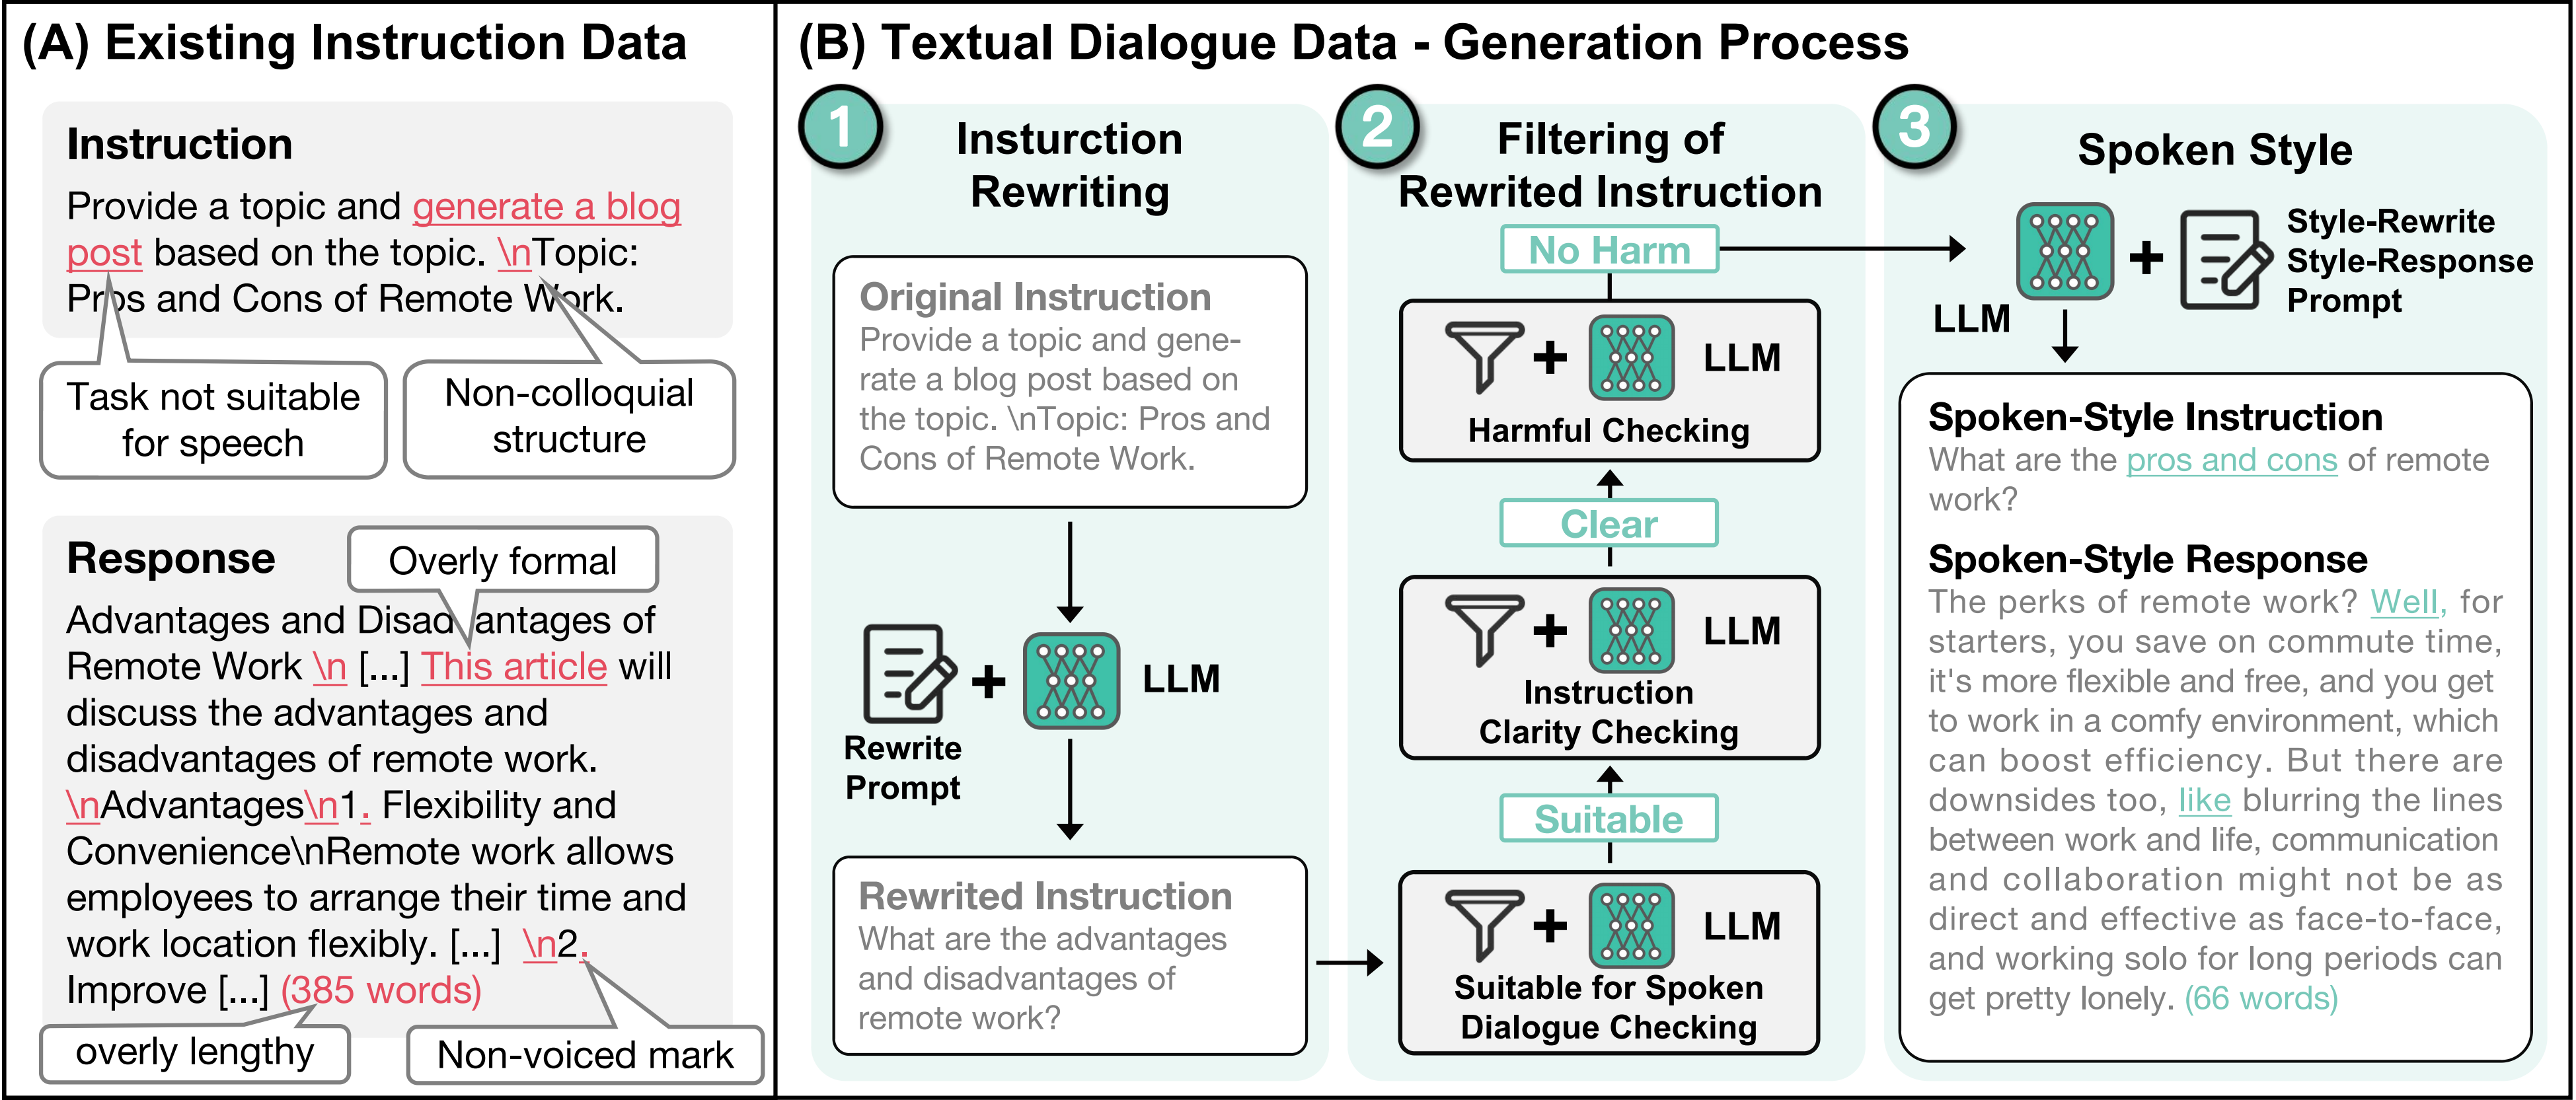 (A) Existing Instruction Data
Instruction
Provide a topic and generate a blog
post based on the topic. \nTopic:
Pros and Cons of Remote Work.
Task not suitable
for speech
Non-colloquial
structure
Response
Overly formal
Advantages and Disadvantages of
Remote Work \n [...] This article will
discuss the advantages and
disadvantages of remote work.
\nAdvantages\n1. Flexibility and
Convenience\nRemote work allows
employees to arrange their time and
work location flexibly. [...] \n2.
Improve [...] (385 words)
overly lengthy
Non-voiced mark
(B) Textual Dialogue Data - Generation Process
1
Insturction
Rewriting
Original Instruction
Provide a topic and gene-
rate a blog post based on
the topic. \nTopic: Pros and
Cons of Remote Work.
Rewrite
Prompt
+
LLM
Rewrited Instruction
What are the advantages
and disadvantages of
remote work?
2
Filtering of
Rewrited Instruction
No Harm
+
LLM
Harmful Checking
Clear
+
LLM
Instruction
Clarity Checking
Suitable
+
LLM
Suitable for Spoken
Dialogue Checking
3
Spoken Style
LLM
+
Style-Rewrite
Style-Response
Prompt
Spoken-Style Instruction
What are the pros and cons of remote
work?
Spoken-Style Response
The perks of remote work? Well, for
starters, you save on commute time,
it's more flexible and free, and you get
to work in a comfy environment, which
can boost efficiency. But there are
downsides too, like blurring the lines
between work and life, communication
and collaboration might not be as
direct and effective as face-to-face,
and working solo for long periods can
get pretty lonely. (66 words)